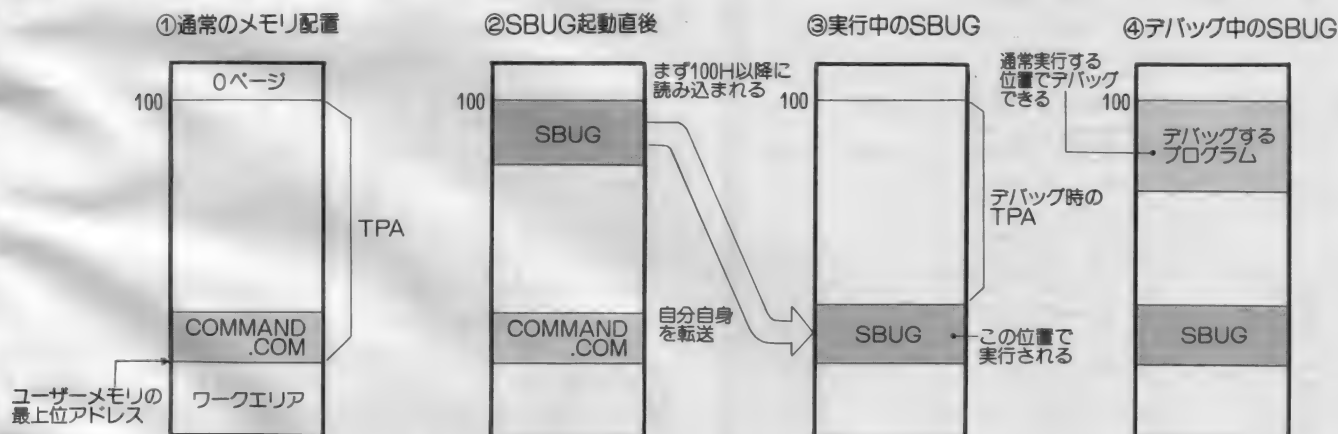 ①通常のメモリ配置
0ページ
100
TPA
COMMAND
.COM
ユーザーメモリの
最上位アドレス
ワークエリア
②SBUG起動直後
100
SBUG
まず100H以降に
読み込まれる
COMMAND
.COM
自分自身
を転送
③実行中のSBUG
100
デバッグ時の
TPA
SBUG
この位置で
実行される
④デバッグ中のSBUG
通常実行する
位置でデバッグ
できる
100
デバッグする
プログラム
SBUG